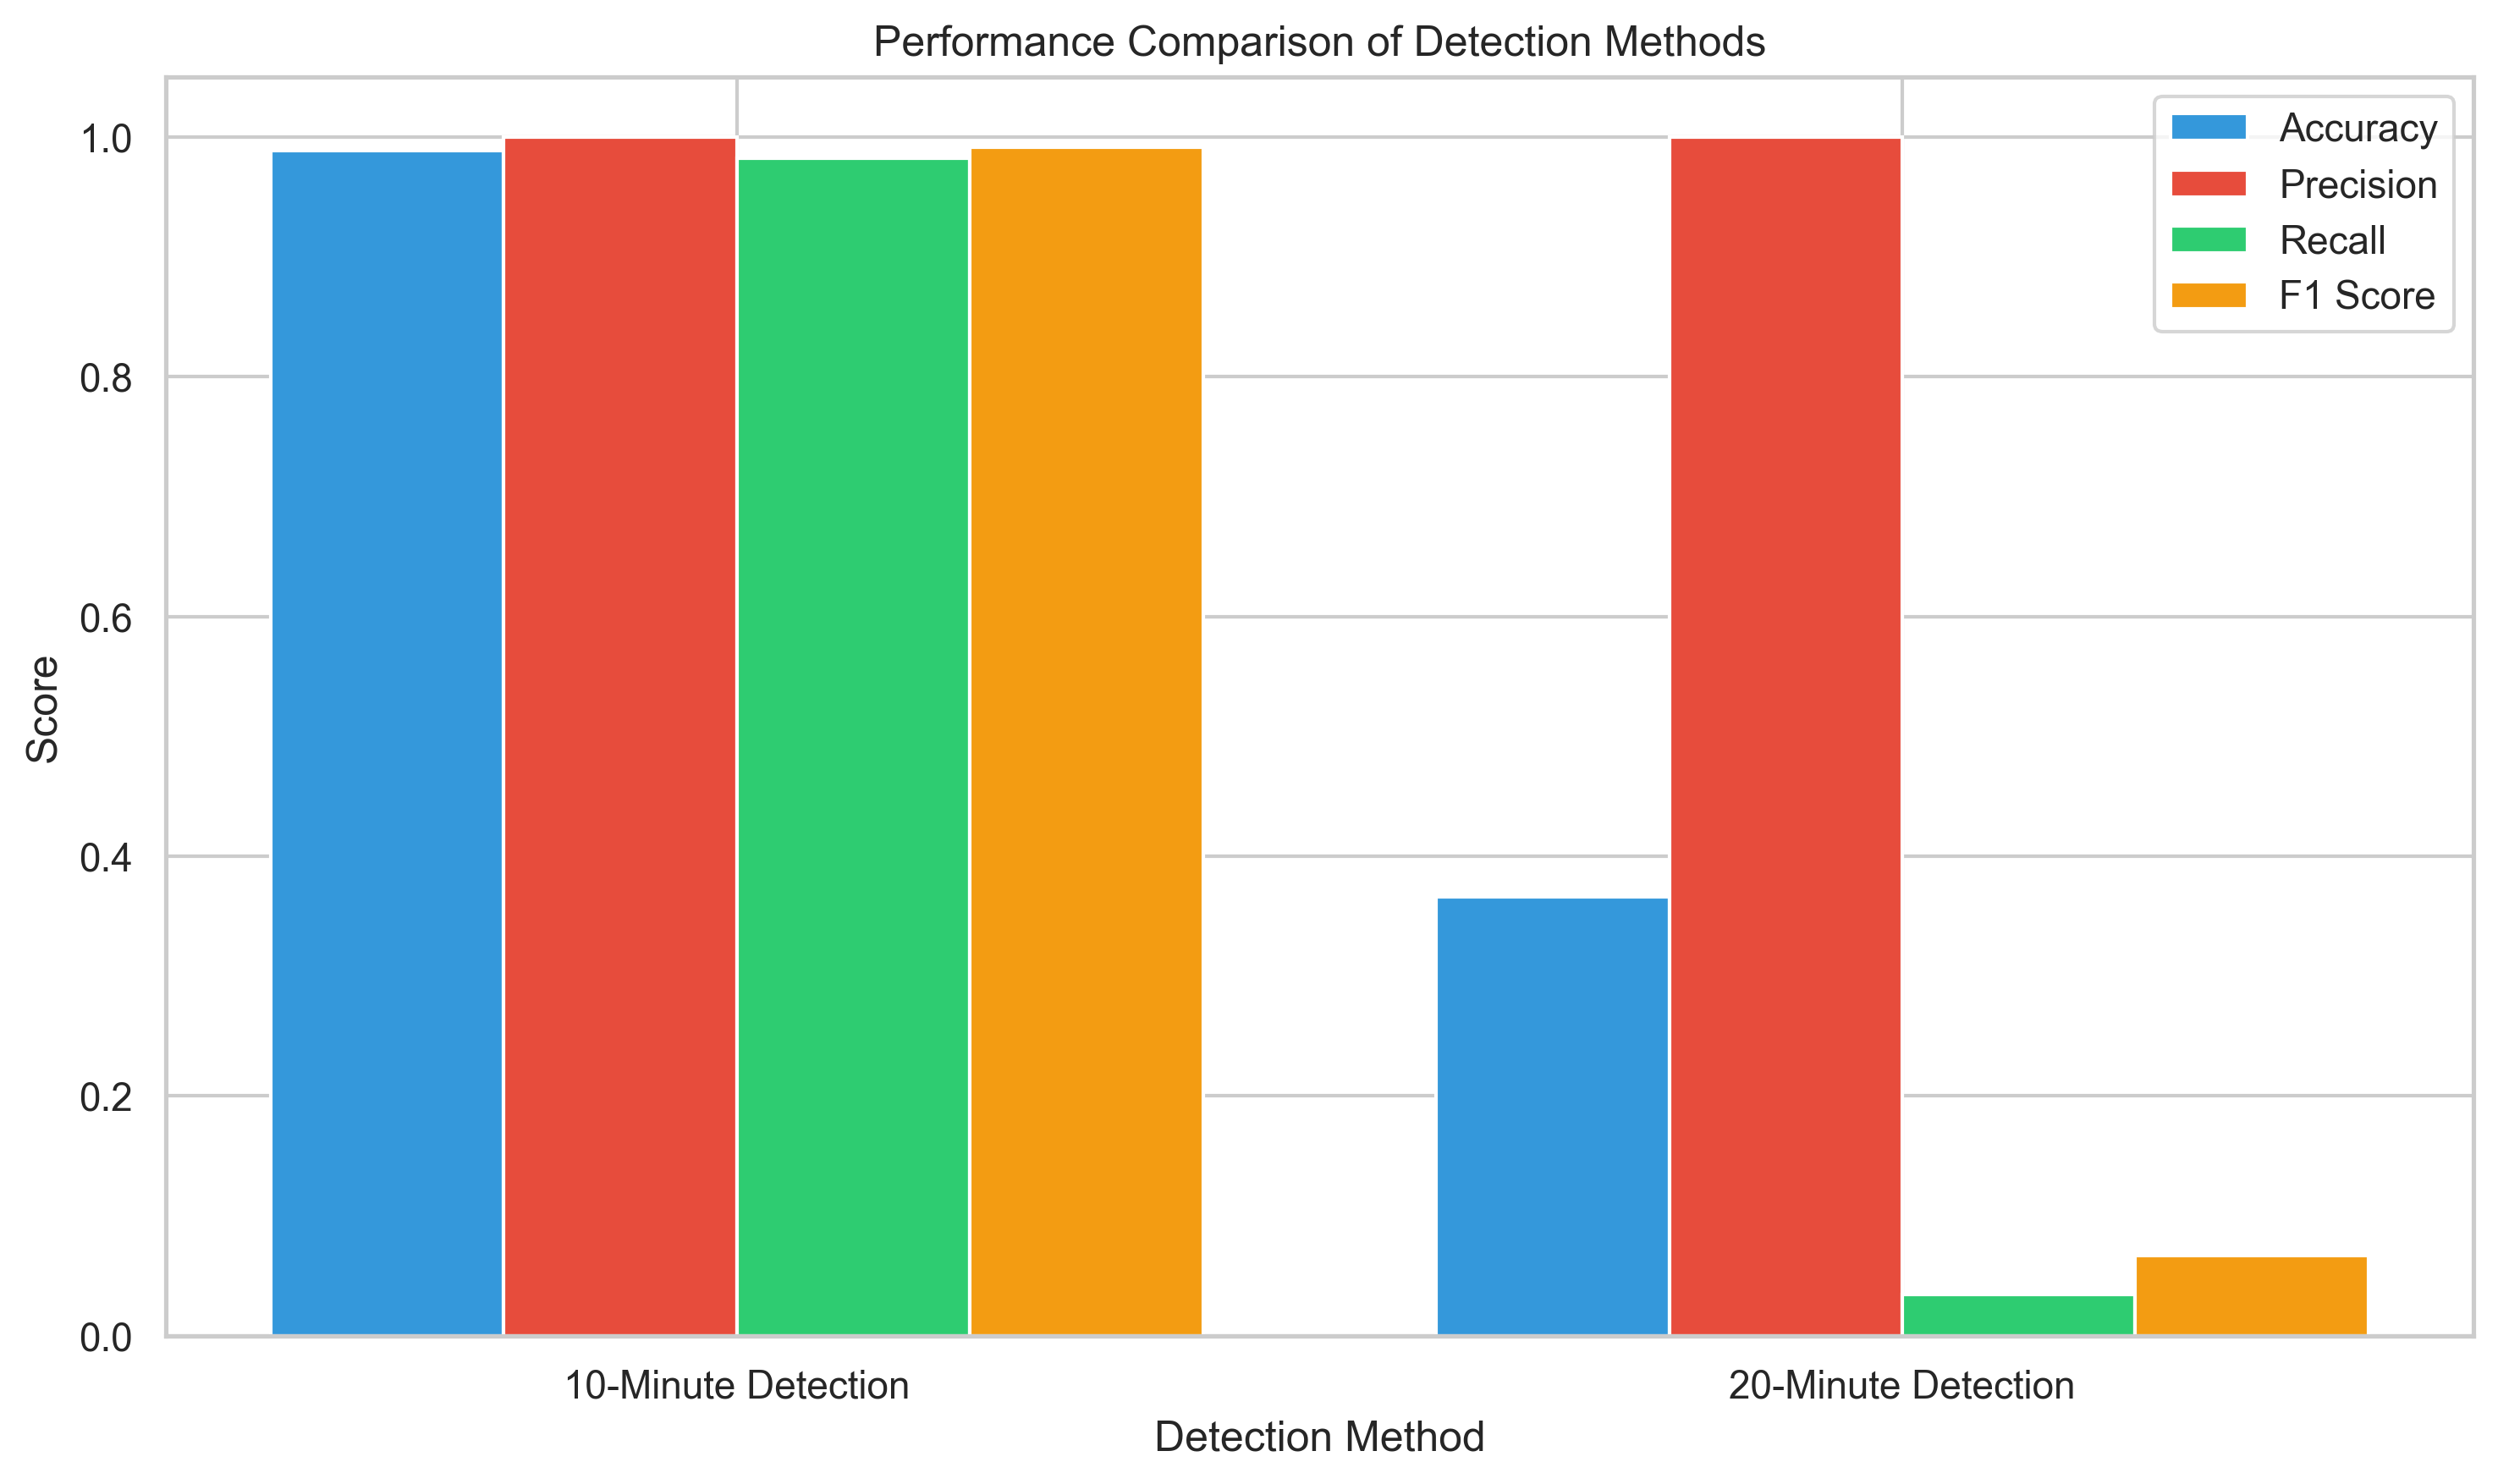 Performance Comparison of Detection Methods
Accuracy
Precision
Recall
F1 Score
1.0
0.8
0.6
0.4
0.2
0.0
Score
10-Minute Detection
20-Minute Detection
Detection Method